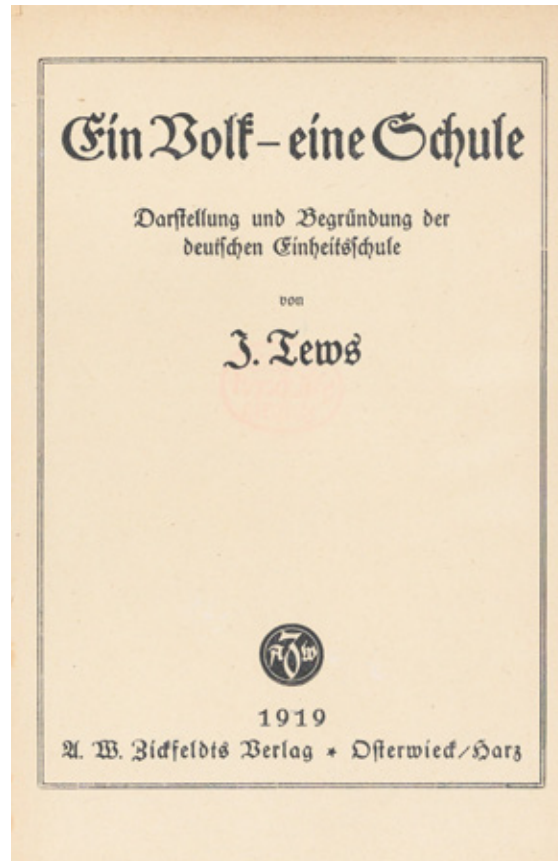 Ein Volk – eine Schule
Darstellung und Begründung der
deutschen Einheitsschule
von
J. Tews
A Z W
1919
A. W. Zickfeldts Verlag * Osterwieck/Harz